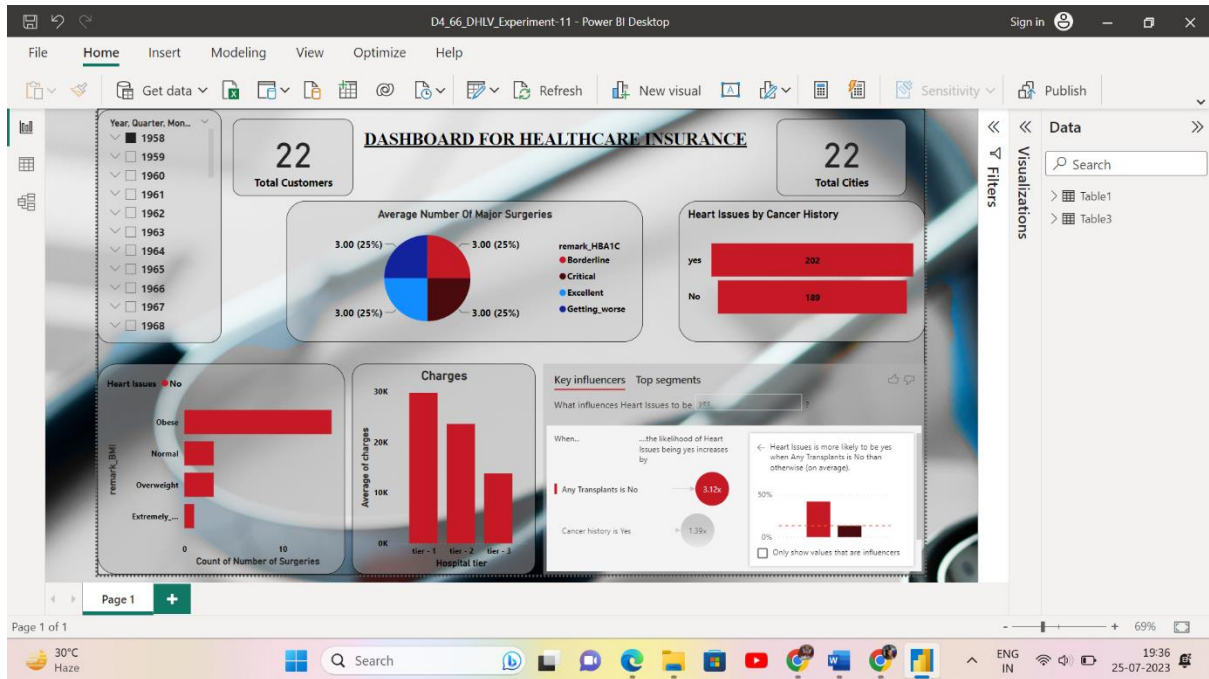 D4_66_DHLV_Experiment-11 - Power BI Desktop
Sign in
File Home Insert Modeling View Optimize Help
Get data
Refresh
New visual
Sensitivity
Publish
Year, Quarter, Mon...
1958
1959
1960
1961
1962
1963
1964
1965
1966
1967
1968
22
Total Customers
DASHBOARD FOR HEALTHCARE INSURANCE
22
Total Cities
Average Number Of Major Surgeries
3.00 (25%)
3.00 (25%)
3.00 (25%)
3.00 (25%)
remark_HBA1C
Borderline
Critical
Excellent
Getting_worse
Heart Issues by Cancer History
yes 202
No 189
Heart Issues No
remark_BMI
Obese
Normal
Overweight
Extremely_...
0 10
Count of Number of Surgeries
Charges
Average of charges
30K
20K
10K
0K
tier - 1 tier - 2 tier - 3
Hospital tier
Key influencers Top segments
What influences Heart Issues to be yes ?
When...
...the likelihood of Heart
Issues being yes increases
by
Any Transplants is No 3.12x
Cancer history is Yes 1.39x
Heart Issues is more likely to be yes
when Any Transplants is No than
otherwise (on average).
50%
0%
Only show values that are influencers
Filters
Visualizations
Data
Search
Table1
Table3
Page 1
Page 1 of 1
69%
30°C
Haze
Search
ENG
IN
19:36
25-07-2023